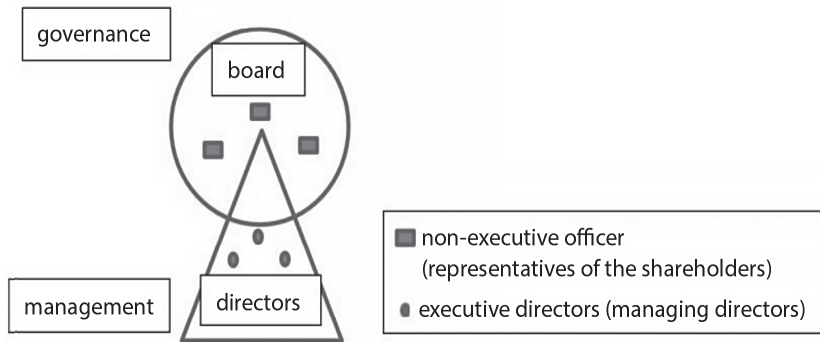 governance
board
non-executive officer
(representatives of the shareholders)
management
directors
executive directors (managing directors)